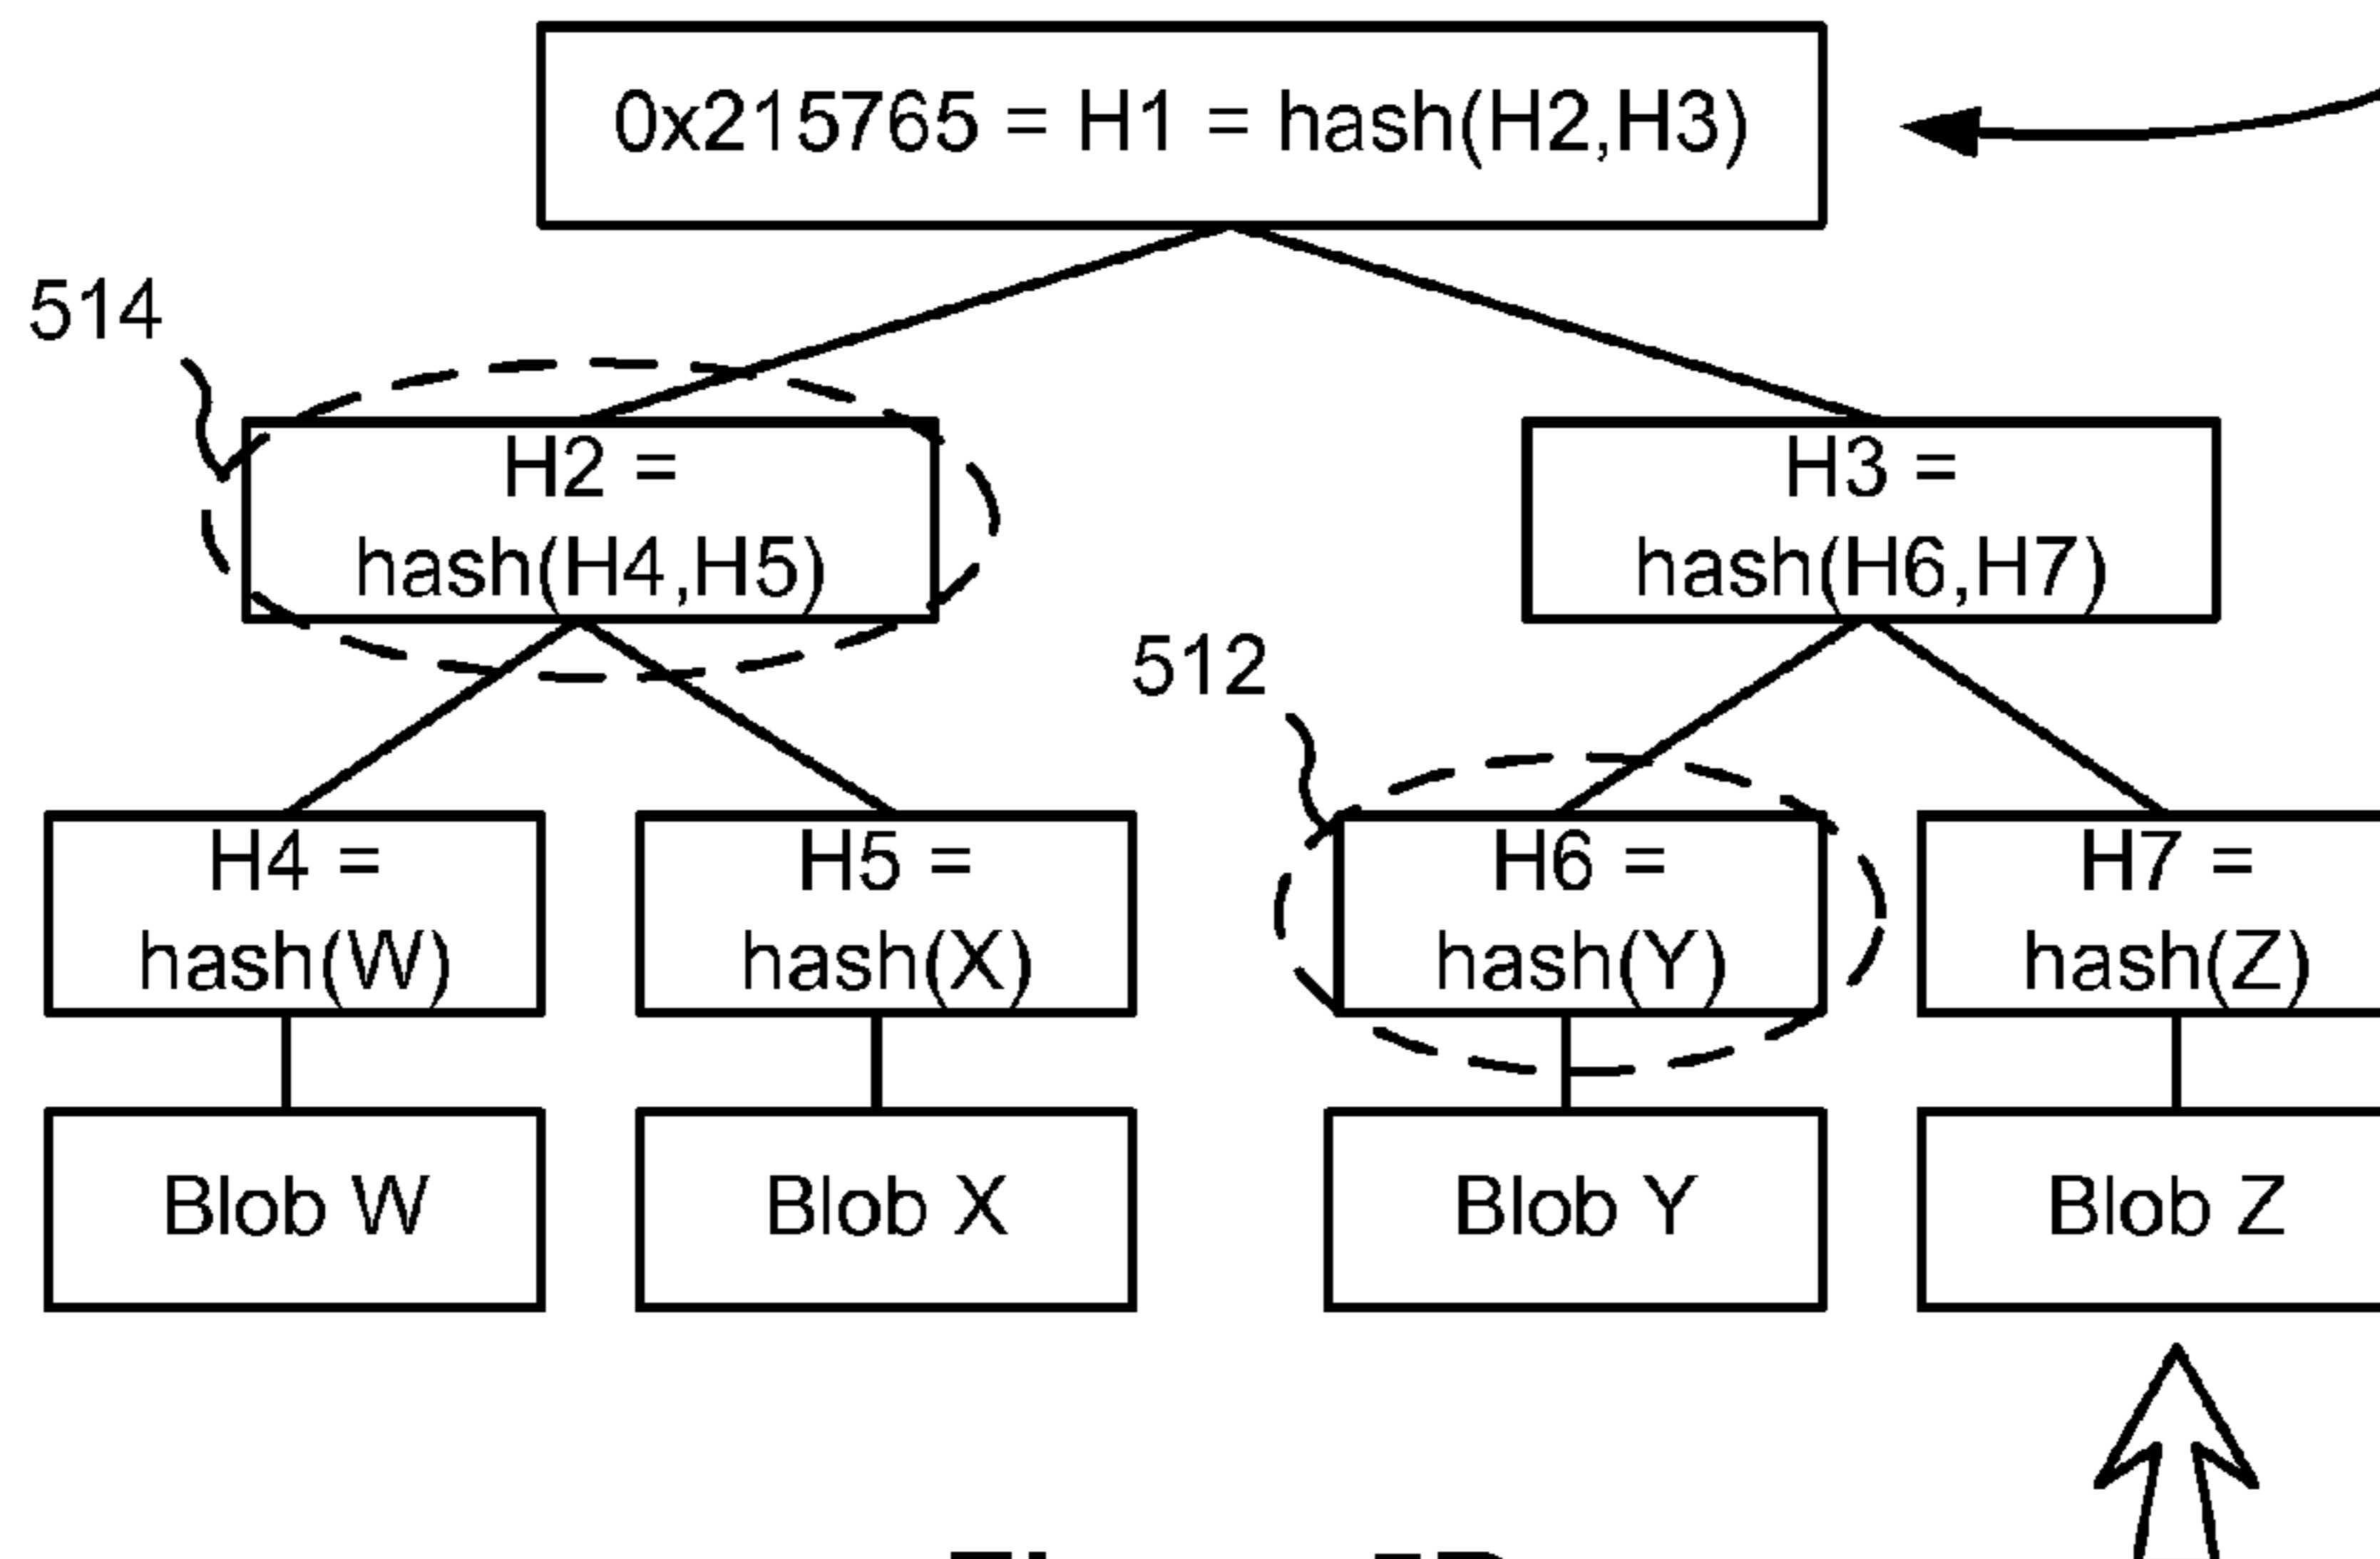 0x215765 = H1 = hash(H2,H3)
514
H2 =
hash(H4,H5)
H3 =
hash(H6,H7)
512
H4 =
hash(W)
H5 =
hash(X)
H6 =
hash(Y)
H7 =
hash(Z)
Blob W
Blob X
Blob Y
Blob Z